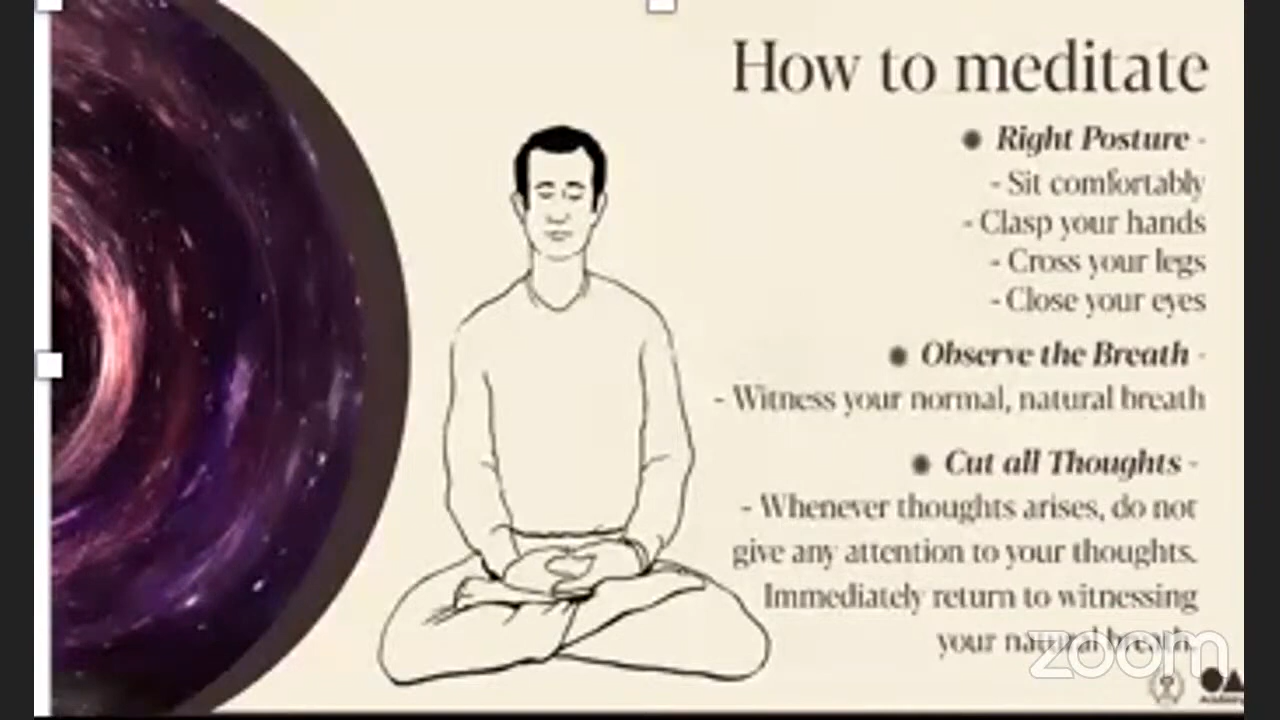 How to meditate
Right Posture -
- Sit comfortably
- Clasp your hands
- Cross your legs
- Close your eyes
Observe the Breath -
- Witness your normal, natural breath
Cut all Thoughts -
- Whenever thoughts arises, do not
give any attention to your thoughts.
Immediately return to witnessing
your natural breath.
zoom